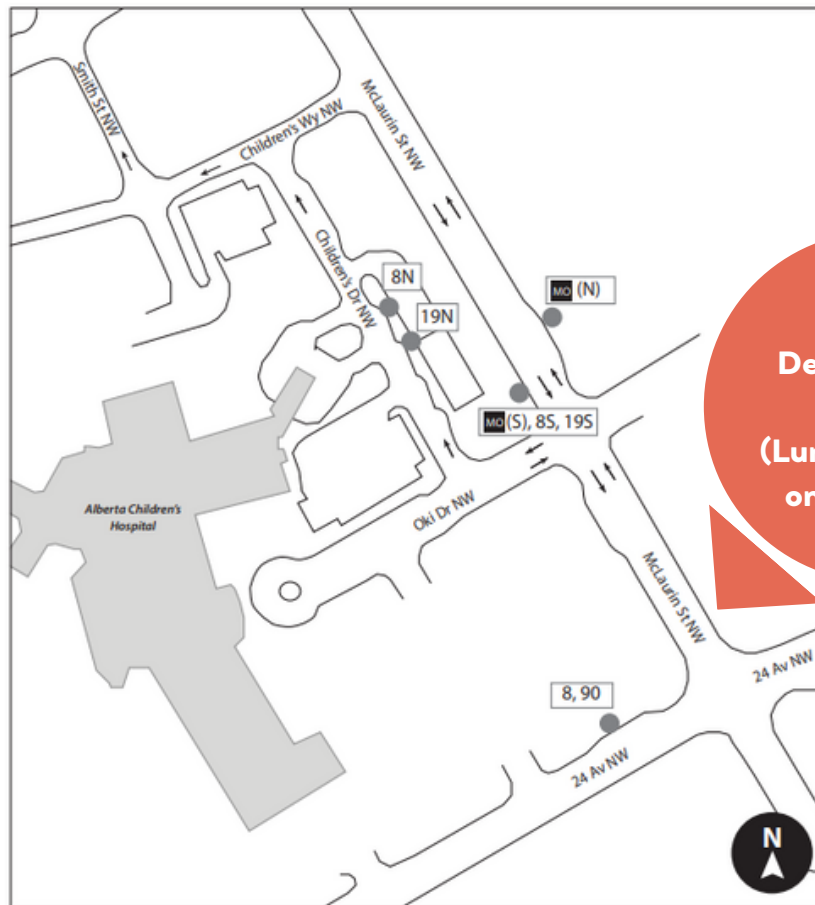 Smith St NW
Children's Wy NW
McLaurin St NW
Children's Dr NW
8N
19N
MO (N)
MO (S), 8S, 19S
Alberta Children's
Hospital
Oki Dr NW
McLaurin St NW
24 Av NW
8, 90
24 Av NW
N